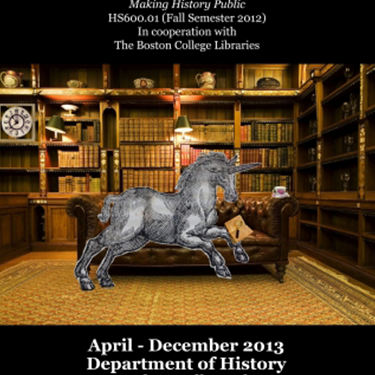 Making History Public
HS600.01 (Fall Semester 2012)
In cooperation with
The Boston College Libraries
April - December 2013
Department of History